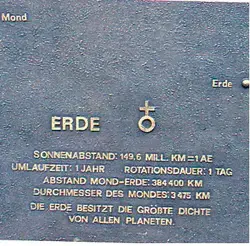 Mond
Erde
ERDE ♁
SONNENABSTAND: 149,6 MILL. KM = 1 AE
UMLAUFZEIT: 1 JAHR ROTATIONSDAUER: 1 TAG
ABSTAND MOND-ERDE: 384 400 KM
DURCHMESSER DES MONDES: 3 475 KM
DIE ERDE BESITZT DIE GRÖßTE DICHTE
VON ALLEN PLANETEN.